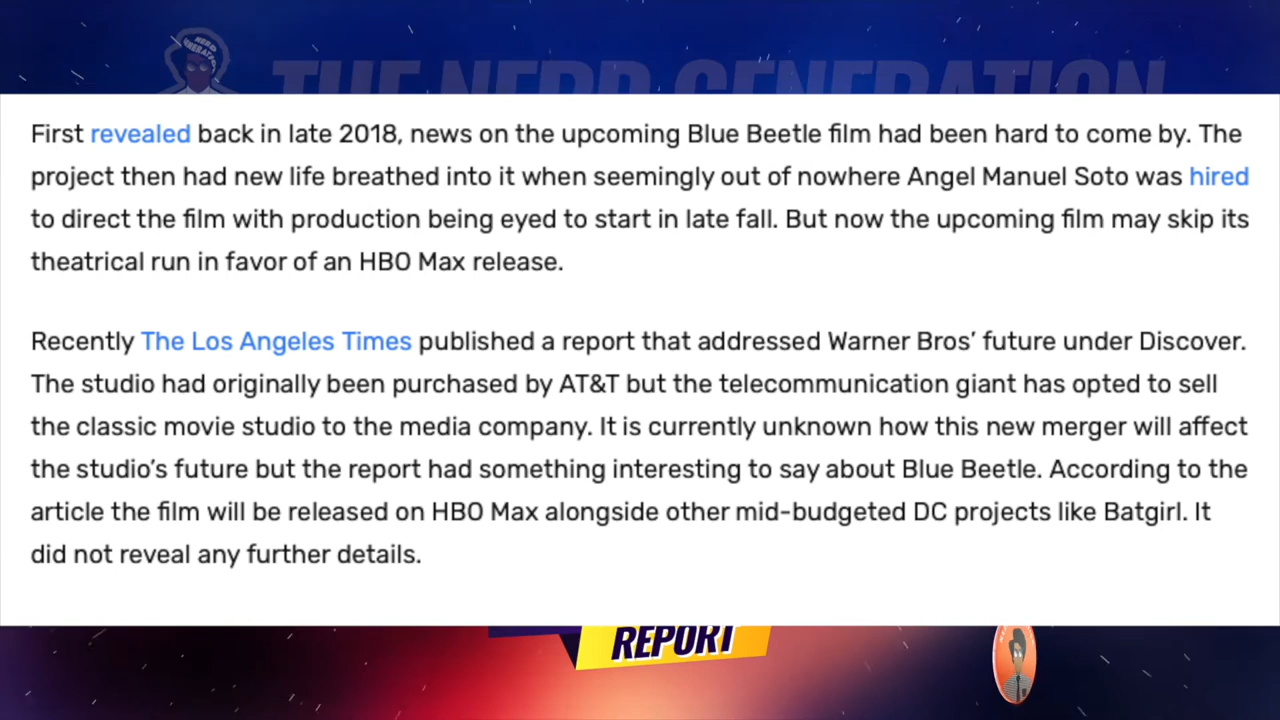 THE NERD GENERATION
First revealed back in late 2018, news on the upcoming Blue Beetle film had been hard to come by. The
project then had new life breathed into it when seemingly out of nowhere Angel Manuel Soto was hired
to direct the film with production being eyed to start in late fall. But now the upcoming film may skip its
theatrical run in favor of an HBO Max release.
Recently The Los Angeles Times published a report that addressed Warner Bros’ future under Discover.
The studio had originally been purchased by AT&T but the telecommunication giant has opted to sell
the classic movie studio to the media company. It is currently unknown how this new merger will affect
the studio’s future but the report had something interesting to say about Blue Beetle. According to the
article the film will be released on HBO Max alongside other mid-budgeted DC projects like Batgirl. It
did not reveal any further details.
REPORT